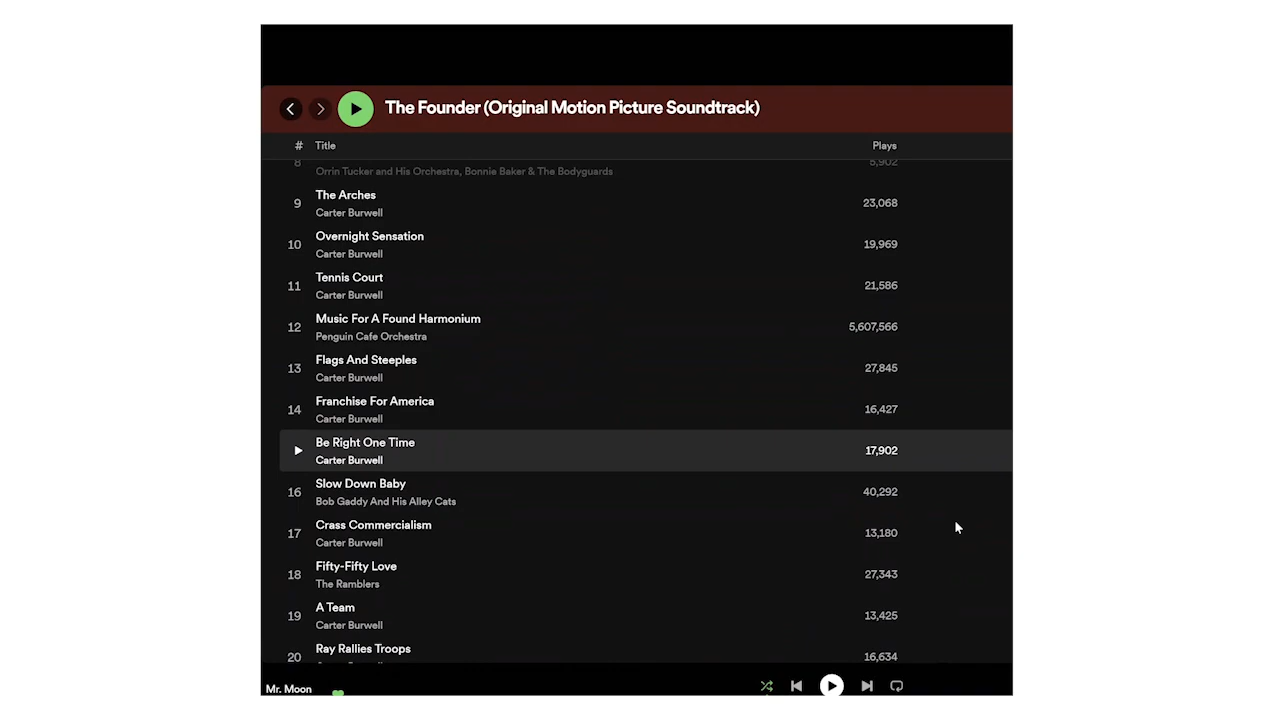 The Founder (Original Motion Picture Soundtrack)
# Title Plays
8 5,902
Orrin Tucker and His Orchestra, Bonnie Baker & The Bodyguards
The Arches
9 23,068
Carter Burwell
Overnight Sensation
10 19,969
Carter Burwell
Tennis Court
11 21,586
Carter Burwell
Music For A Found Harmonium
12 5,607,566
Penguin Cafe Orchestra
Flags And Steeples
13 27,845
Carter Burwell
Franchise For America
14 16,427
Carter Burwell
Be Right One Time
17,902
Carter Burwell
Slow Down Baby
16 40,292
Bob Gaddy And His Alley Cats
Crass Commercialism
17 13,180
Carter Burwell
Fifty-Fifty Love
18 27,343
The Ramblers
A Team
19 13,425
Carter Burwell
Ray Rallies Troops
20 16,634
Mr. Moon